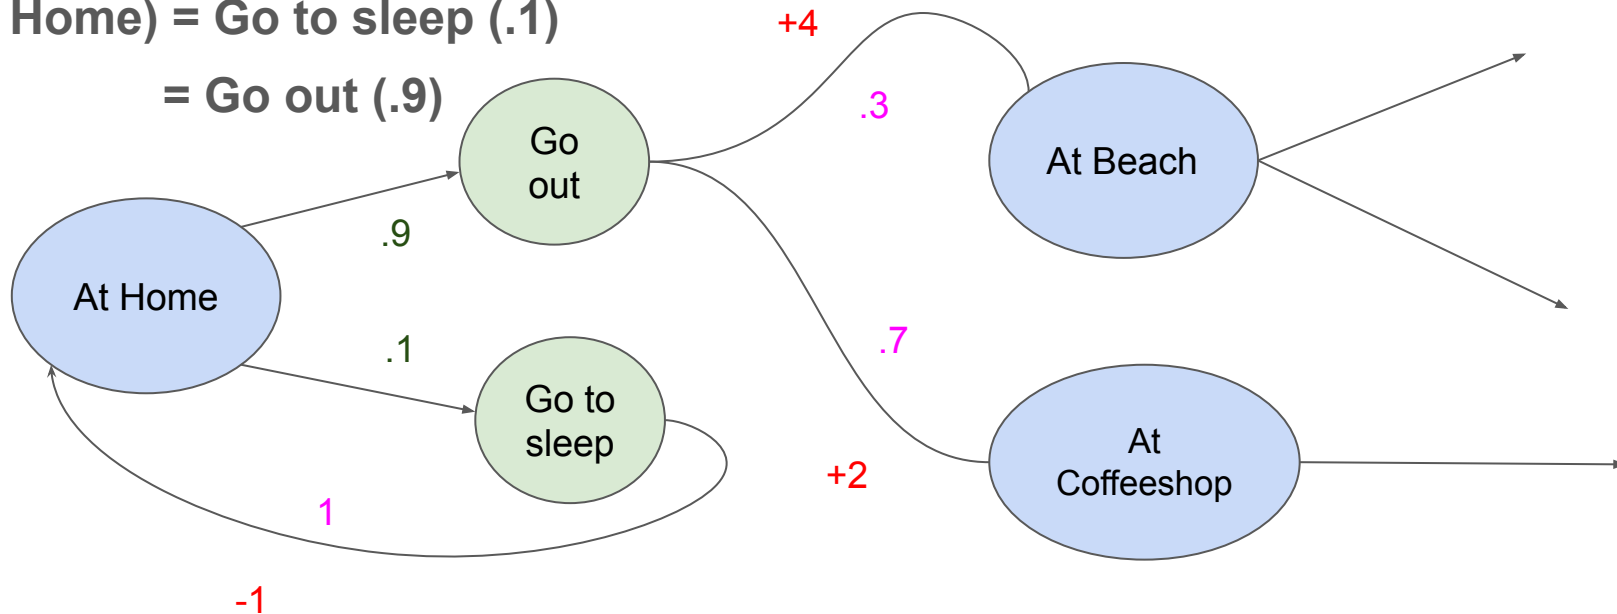 Home) = Go to sleep (.1)
= Go out (.9)
+4
.3
Go
out
At Beach
.9
At Home
.1
.7
Go to
sleep
At
Coffeeshop
+2
1
-1